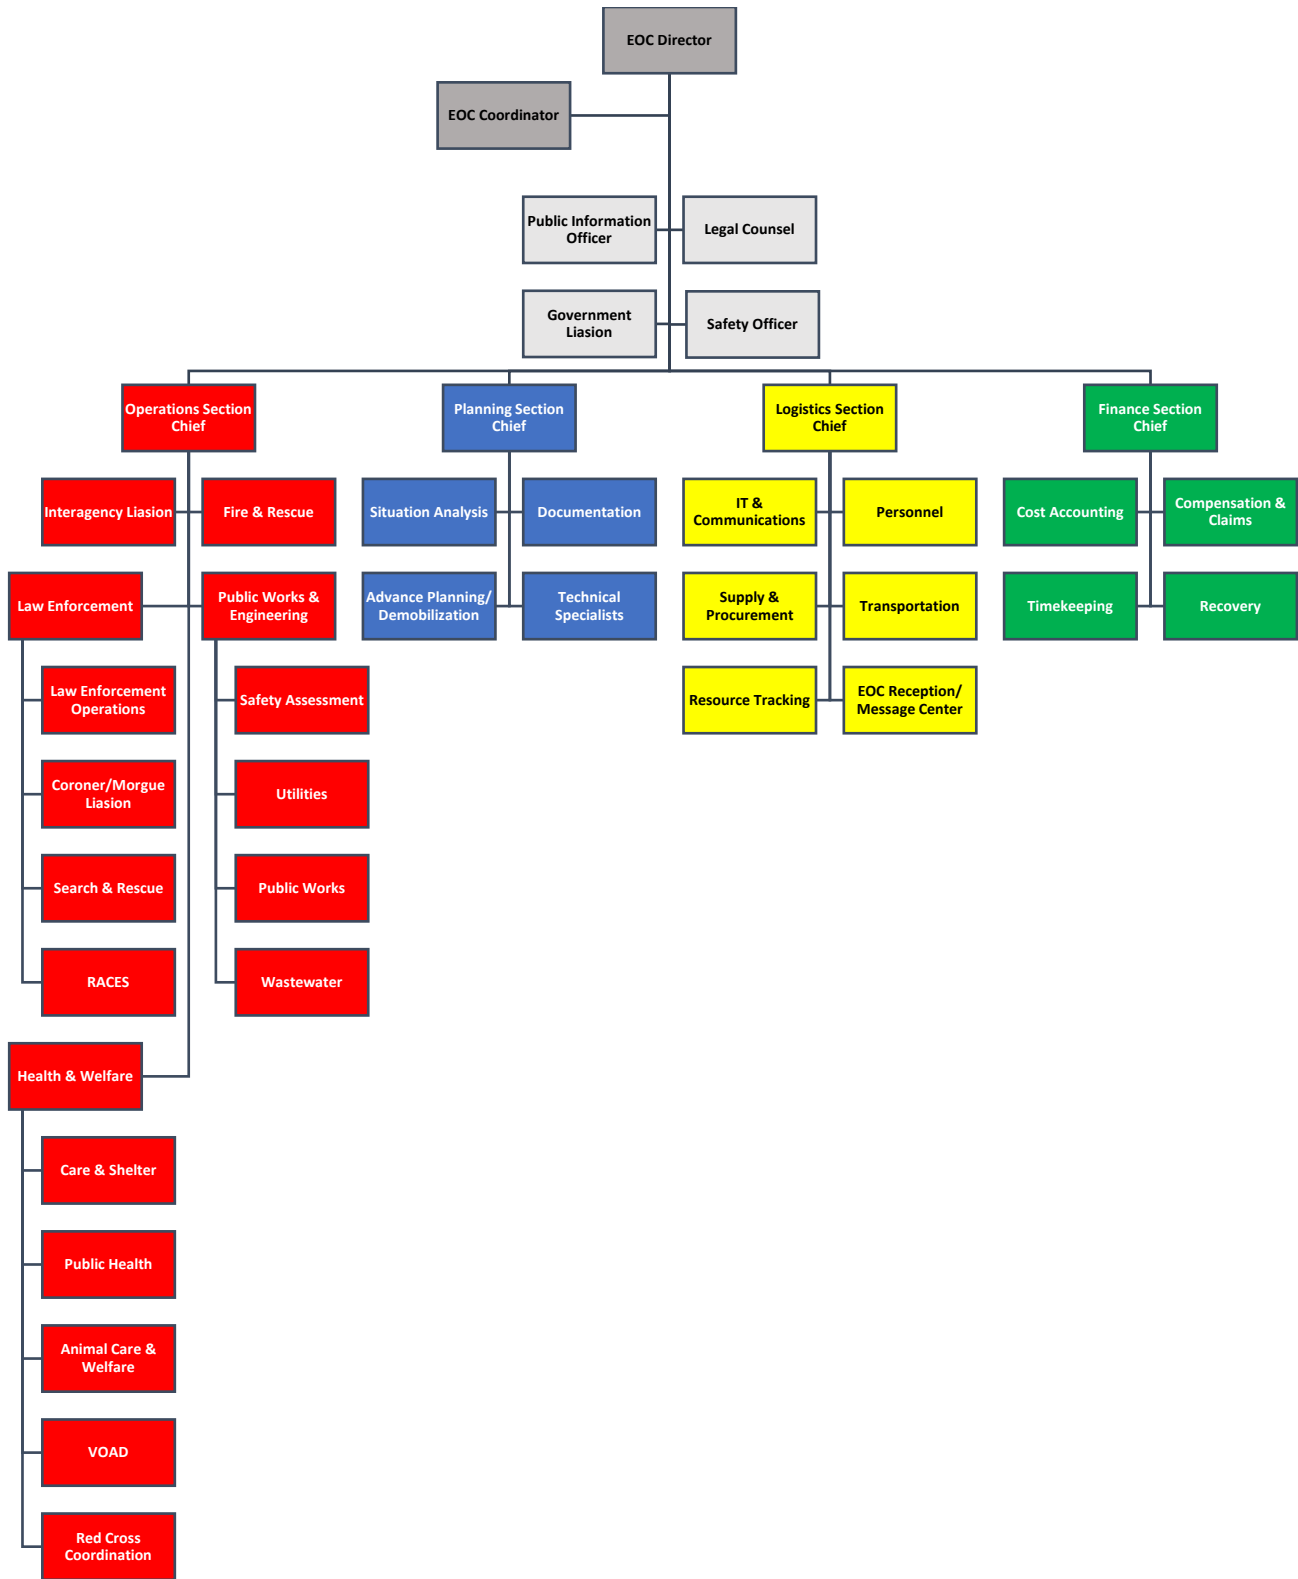 EOC Director
EOC Coordinator
Public Information
Officer
Legal Counsel
Government
Liasion
Safety Officer
Operations Section
Chief
Planning Section
Chief
Logistics Section
Chief
Finance Section
Chief
Interagency Liasion
Fire & Rescue
Situation Analysis
Documentation
IT &
Communications
Personnel
Cost Accounting
Compensation &
Claims
Law Enforcement
Public Works &
Engineering
Advance Planning/
Demobilization
Technical
Specialists
Supply &
Procurement
Transportation
Timekeeping
Recovery
Law Enforcement
Operations
Safety Assessment
Resource Tracking
EOC Reception/
Message Center
Coroner/Morgue
Liasion
Utilities
Search & Rescue
Public Works
RACES
Wastewater
Health & Welfare
Care & Shelter
Public Health
Animal Care &
Welfare
VOAD
Red Cross
Coordination